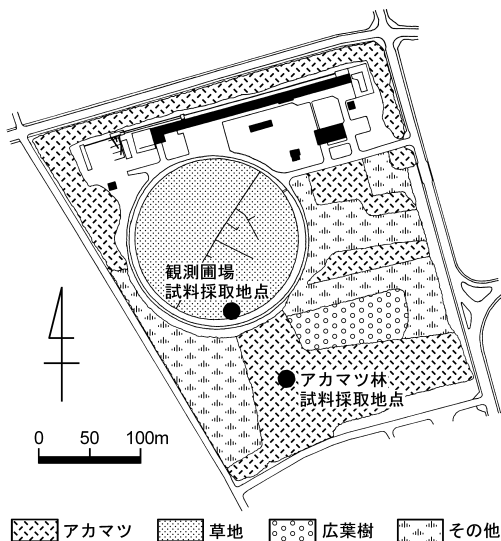 観測圃場
試料採取地点
アカマツ林
試料採取地点
0 50 100m
アカマツ 草地 広葉樹 その他